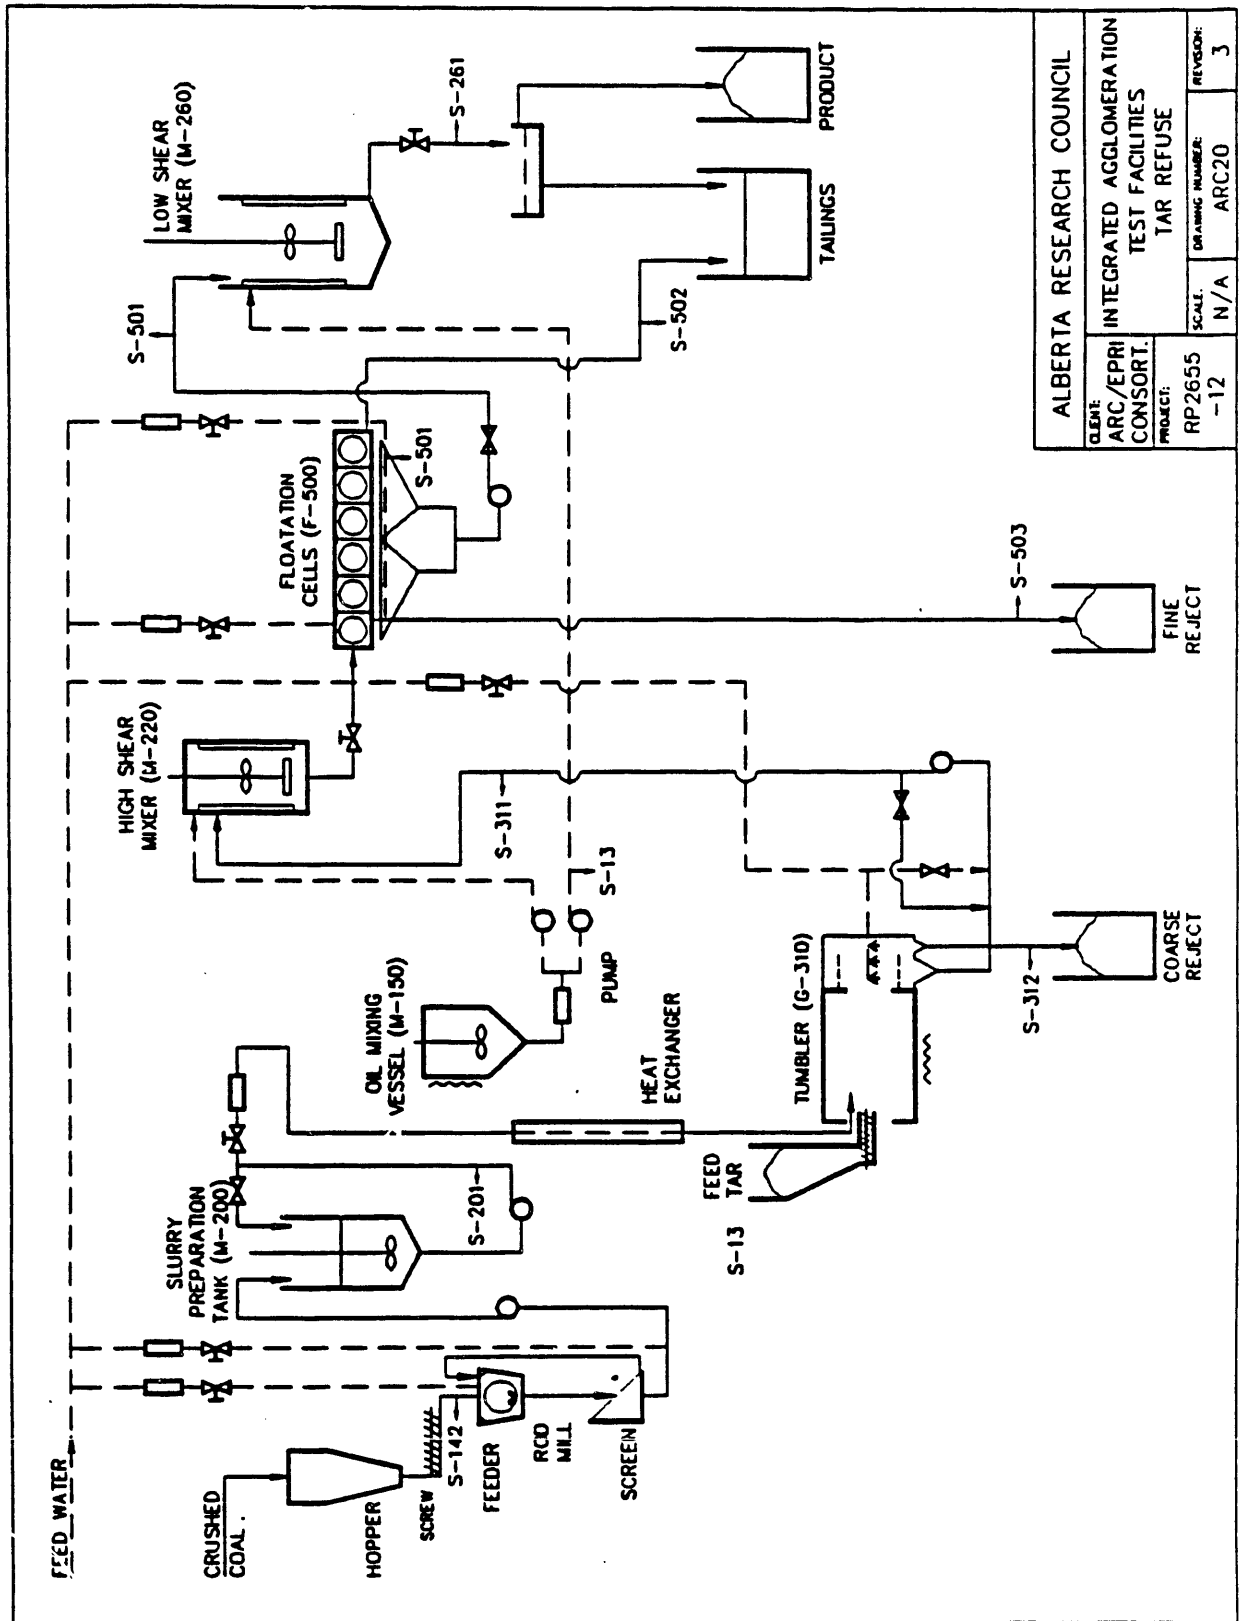 FEED WATER
CRUSHED
COAL .
HOPPER
SCREW
S-142
FEEDER
ROD
MILL
SCREEN
SLURRY
PREPARATION
TANK (M-200)
S-201
OIL MIXING
VESSEL (M-150)
PUMP
HEAT
EXCHANGER
FEED
TAR
S-13
TUMBLER (G-310)
S-312
COARSE
REJECT
HIGH SHEAR
MIXER (M-220)
S-311
S-13
FLOATATION
CELLS (F-500)
S-501
S-503
FINE
REJECT
S-501
LOW SHEAR
MIXER (M-260)
S-261
S-502
TAILINGS
PRODUCT
ALBERTA RESEARCH COUNCIL
CLIENT:
ARC/EPRI
CONSORT.
INTEGRATED AGGLOMERATION
TEST FACILITIES
TAR REFUSE
PROJECT:
RP2655
-12
SCALE.
N/A
DRAWING NUMBER:
ARC20
REVISION:
3